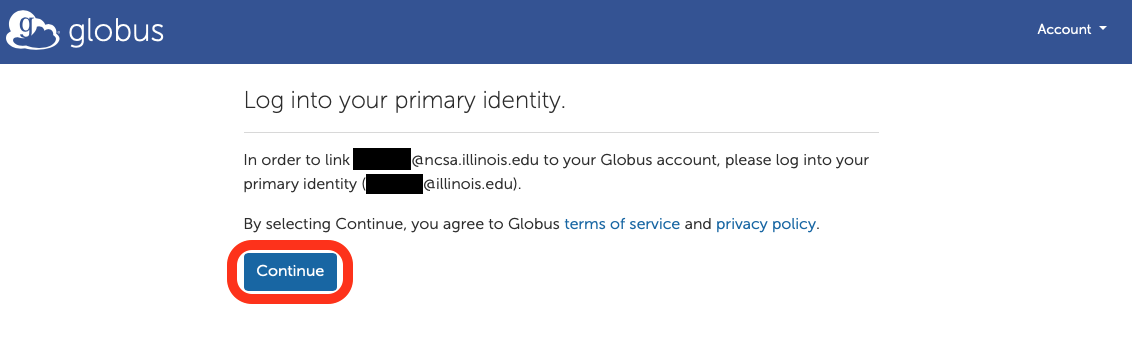 globus
Account
Log into your primary identity.
In order to link @ncsa.illinois.edu to your Globus account, please log into your
primary identity (@illinois.edu).
By selecting Continue, you agree to Globus terms of service and privacy policy.
Continue